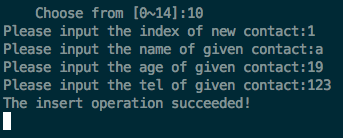 Choose from [0~14]:10
Please input the index of new contact:1
Please input the name of given contact:a
Please input the age of given contact:19
Please input the tel of given contact:123
The insert operation succeeded!